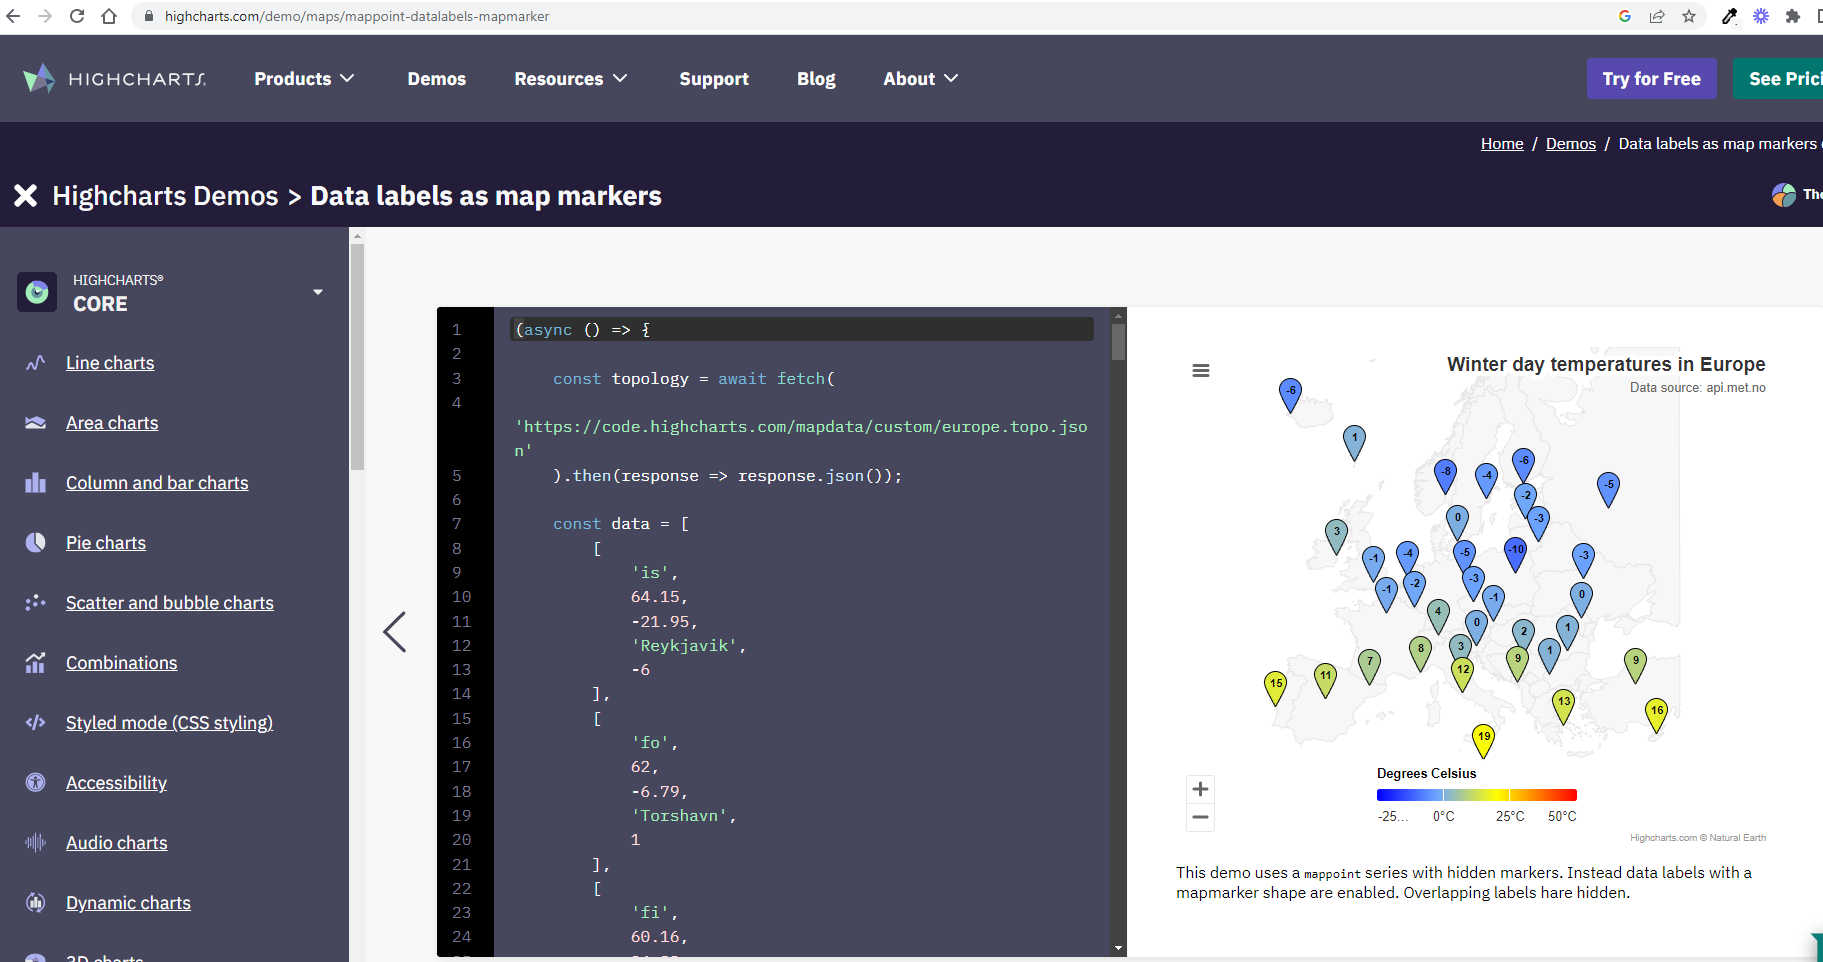 highcharts.com/demo/maps/mappoint-datalabels-mapmarker
HIGHCHARTS.
Products
Demos
Resources
Support
Blog
About
Try for Free
See Prici
Home / Demos / Data labels as map markers
Highcharts Demos > Data labels as map markers
The
HIGHCHARTS®
CORE
Line charts
Area charts
Column and bar charts
Pie charts
Scatter and bubble charts
Combinations
Styled mode (CSS styling)
Accessibility
Audio charts
Dynamic charts
3D charts
1 (async () => {
2
3 const topology = await fetch(
4
'https://code.highcharts.com/mapdata/custom/europe.topo.jso
n'
5 ).then(response => response.json());
6
7 const data = [
8 [
9 'is',
10 64.15,
11 -21.95,
12 'Reykjavik',
13 -6
14 ],
15 [
16 'fo',
17 62,
18 -6.79,
19 'Torshavn',
20 1
21 ],
22 [
23 'fi',
24 60.16,
Winter day temperatures in Europe
Data source: api.met.no
-6
1
-8
-4
-6
-2
-5
-3
0
3
-1
-4
-5
-10
-3
-1
-2
-3
-1
0
4
0
2
1
8
3
1
7
12
9
9
11
15
13
16
19
Degrees Celsius
-25... 0°C 25°C 50°C
Highcharts.com © Natural Earth
This demo uses a mappoint series with hidden markers. Instead data labels with a
mapmarker shape are enabled. Overlapping labels hare hidden.